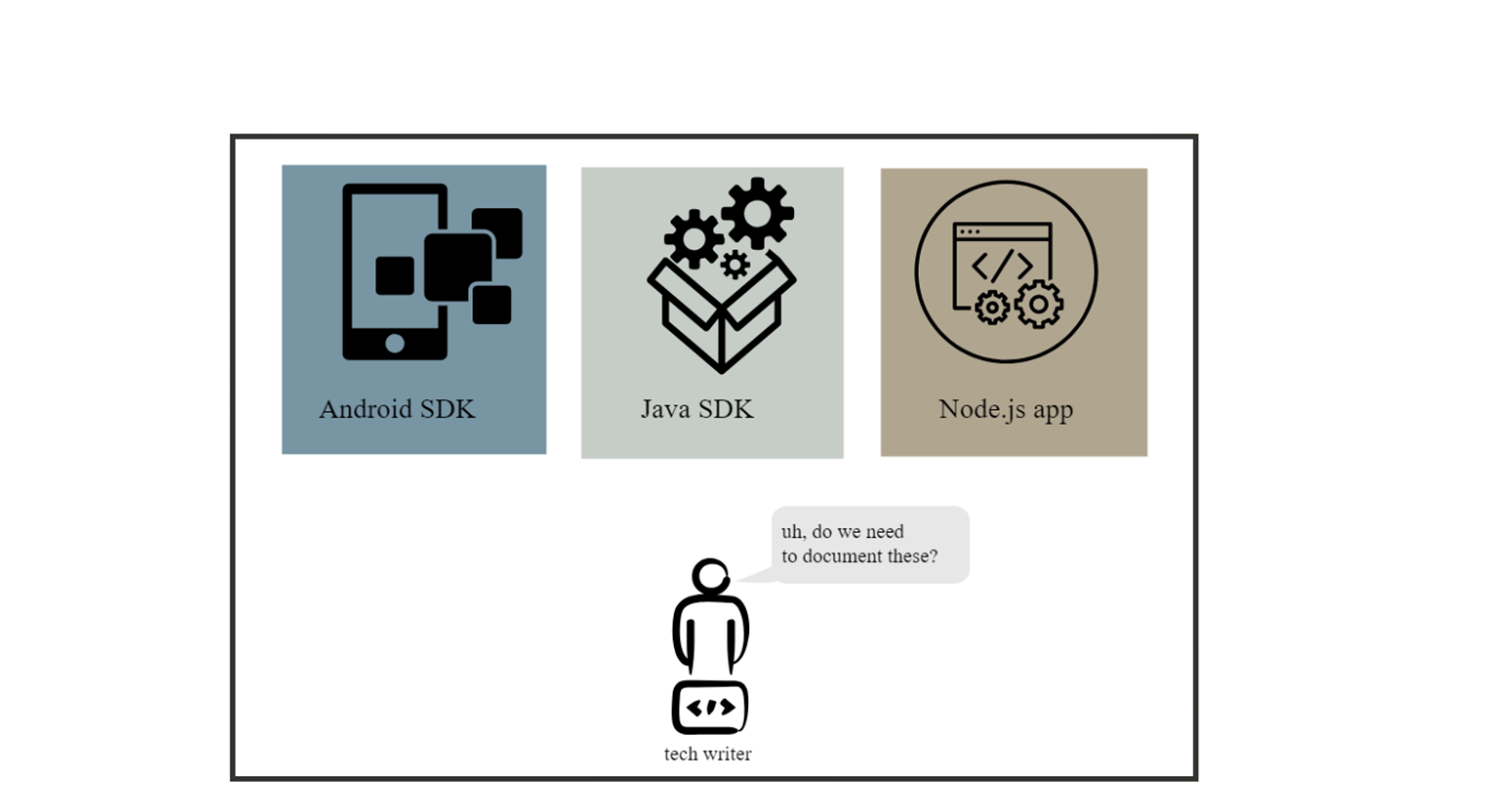 Android SDK
Java SDK
Node.js app
</>
uh, do we need
to document these?
</>
tech writer